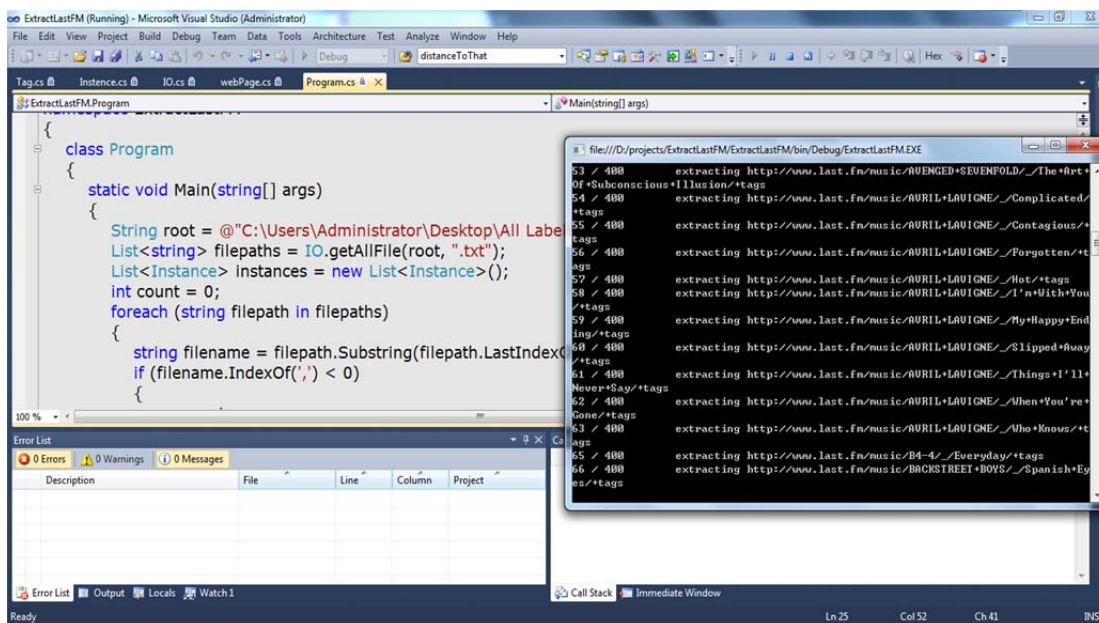 ExtractLastFM (Running) - Microsoft Visual Studio (Administrator)
File Edit View Project Build Debug Team Data Tools Architecture Test Analyze Window Help
Debug distanceToThat Hex
Tag.cs Instence.cs IO.cs webPage.cs Program.cs
ExtractLastFM.Program Main(string[] args)
{
class Program
{
static void Main(string[] args)
{
String root = @"C:\Users\Administrator\Desktop\All Labe
List<string> filepaths = IO.getAllFile(root, ".txt");
List<Instance> instances = new List<Instance>();
int count = 0;
foreach (string filepath in filepaths)
{
string filename = filepath.Substring(filepath.LastIndexO
if (filename.IndexOf(',') < 0)
{
100 %
file:///D:/projects/ExtractLastFM/ExtractLastFM/bin/Debug/ExtractLastFM.EXE
53 / 400 extracting http://www.last.fm/music/AVENGED+SEVENFOLD/_/The+Art+
Of+Subconscious+Illusion/+tags
54 / 400 extracting http://www.last.fm/music/AVRIL+LAVIGNE/_/Complicated/
+tags
55 / 400 extracting http://www.last.fm/music/AVRIL+LAVIGNE/_/Contagious/+
tags
56 / 400 extracting http://www.last.fm/music/AVRIL+LAVIGNE/_/Forgotten/+t
ags
57 / 400 extracting http://www.last.fm/music/AVRIL+LAVIGNE/_/Hot/+tags
58 / 400 extracting http://www.last.fm/music/AVRIL+LAVIGNE/_/I'm+With+You
/+tags
59 / 400 extracting http://www.last.fm/music/AVRIL+LAVIGNE/_/My+Happy+End
ing/+tags
60 / 400 extracting http://www.last.fm/music/AVRIL+LAVIGNE/_/Slipped+Away
/+tags
61 / 400 extracting http://www.last.fm/music/AVRIL+LAVIGNE/_/Things+I'll+
Never+Say/+tags
62 / 400 extracting http://www.last.fm/music/AVRIL+LAVIGNE/_/When+You're+
Gone/+tags
63 / 400 extracting http://www.last.fm/music/AVRIL+LAVIGNE/_/Who+Knows/+t
ags
65 / 400 extracting http://www.last.fm/music/B4-4/_/Everyday/+tags
66 / 400 extracting http://www.last.fm/music/BACKSTREET+BOYS/_/Spanish+Ey
es/+tags
Error List
0 Errors 0 Warnings 0 Messages
Description File Line Column Project
Error List Output Locals Watch 1
Call Stack Immediate Window
Ready Ln 25 Col 52 Ch 41 INS